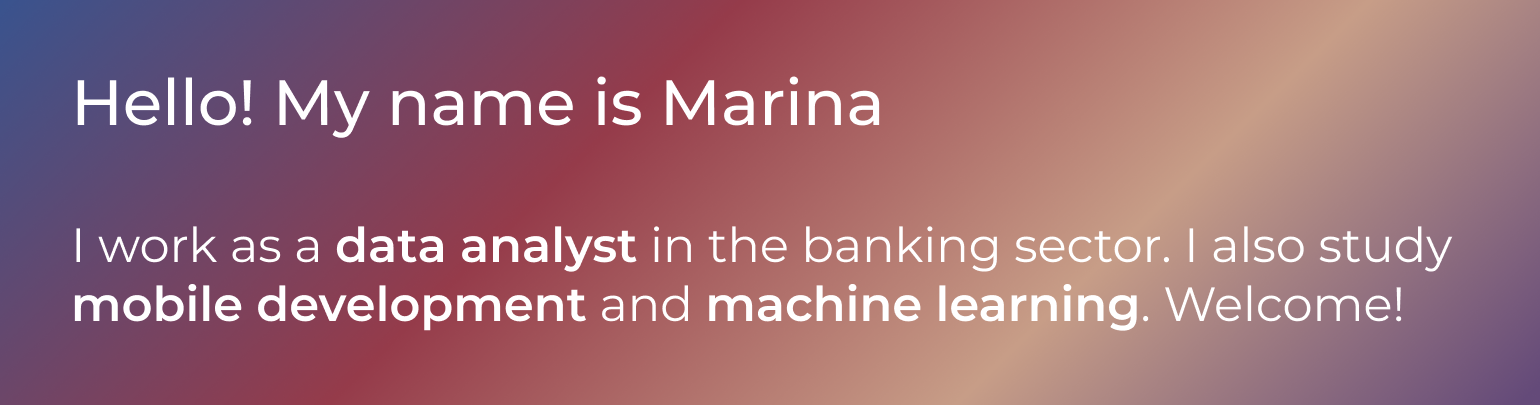 Hello! My name is Marina
I work as a data analyst in the banking sector. I also study
mobile development and machine learning. Welcome!